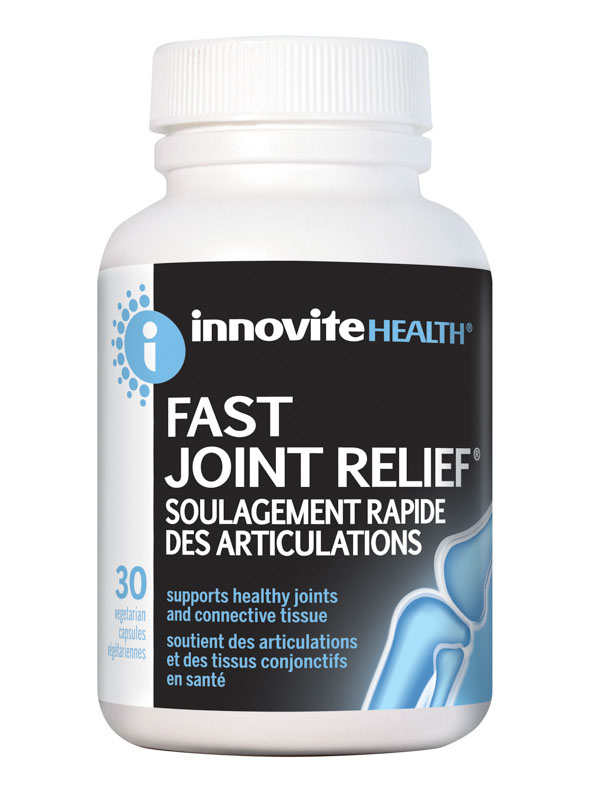 i innoviteHEALTH®
FAST
JOINT RELIEF®
SOULAGEMENT RAPIDE
DES ARTICULATIONS
30
vegetarian
capsules
végétariennes
supports healthy joints
and connective tissue
soutient des articulations
et des tissus conjonctifs
en santé